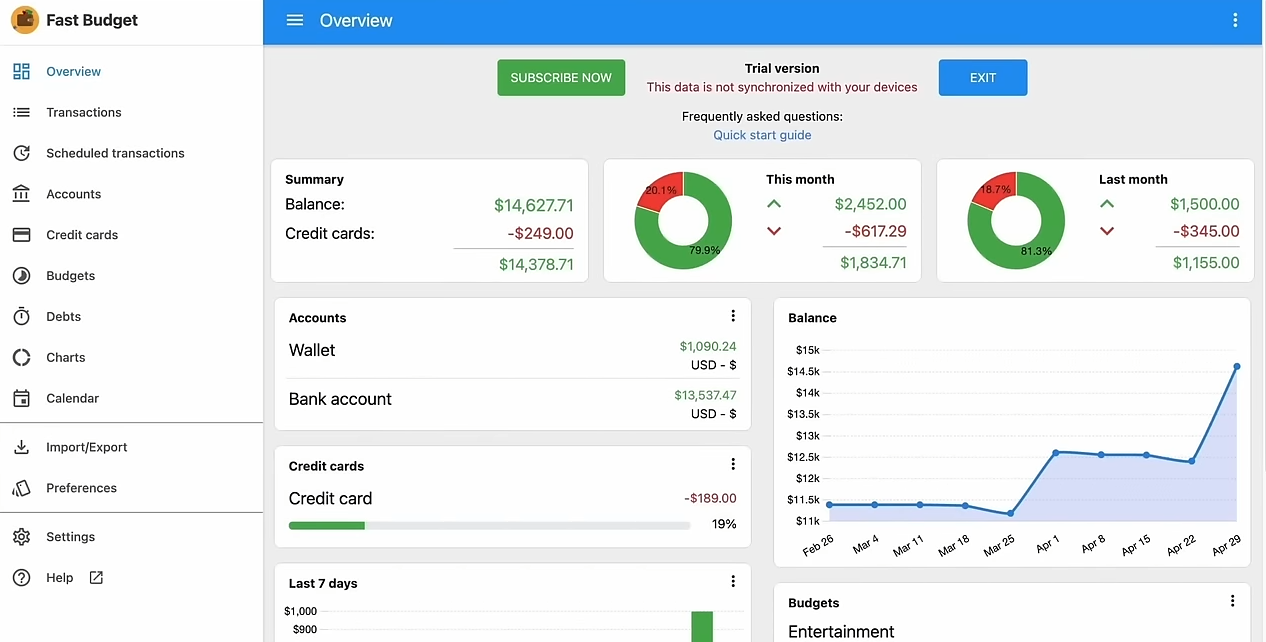 Fast Budget
Overview
Transactions
Scheduled transactions
Accounts
Credit cards
Budgets
Debts
Charts
Calendar
Import/Export
Preferences
Settings
Help
Overview
SUBSCRIBE NOW
Trial version
This data is not synchronized with your devices
EXIT
Frequently asked questions:
Quick start guide
Summary
Balance: $14,627.71
Credit cards: -$249.00
$14,378.71
20.1%
79.9%
This month
$2,452.00
-$617.29
$1,834.71
18.7%
81.3%
Last month
$1,500.00
-$345.00
$1,155.00
Accounts
Wallet $1,090.24
USD - $
Bank account $13,537.47
USD - $
Credit cards
Credit card -$189.00
19%
Last 7 days
$1,000
$900
Balance
$15k
$14.5k
$14k
$13.5k
$13k
$12.5k
$12k
$11.5k
$11k
Feb 26 Mar 4 Mar 11 Mar 18 Mar 25 Apr 1 Apr 8 Apr 15 Apr 22 Apr 29
Budgets
Entertainment